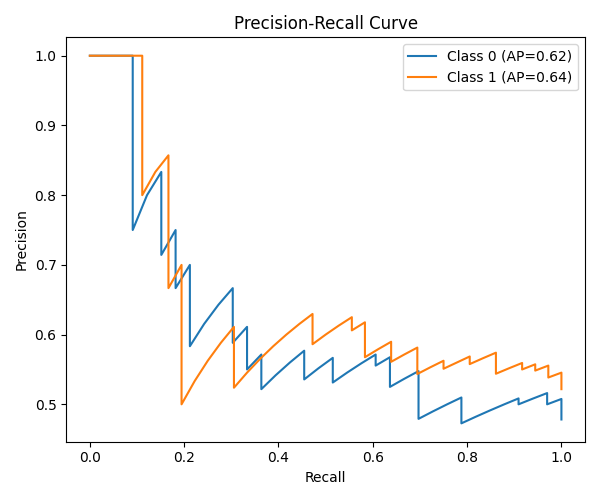 Precision-Recall Curve
Class 0 (AP=0.62)
Class 1 (AP=0.64)
1.0
0.9
0.8
0.7
0.6
0.5
Precision
0.0 0.2 0.4 0.6 0.8 1.0
Recall